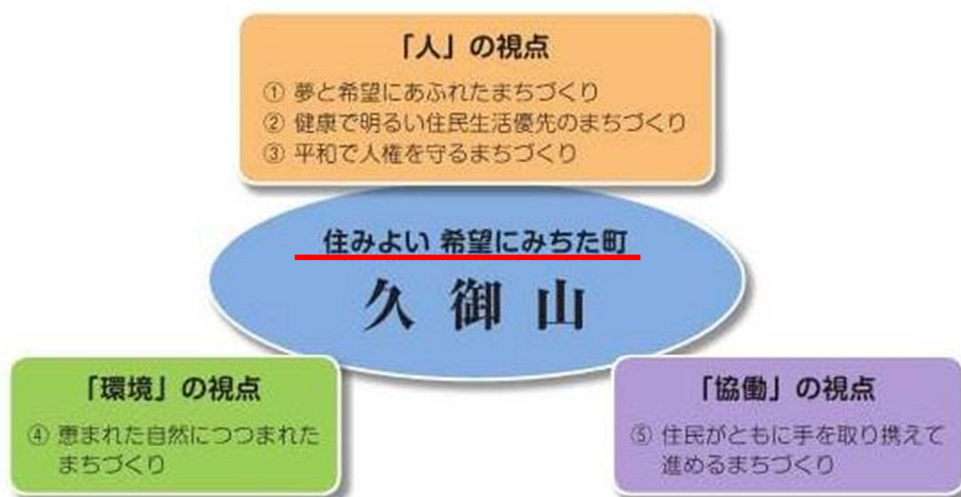 「人」の視点
① 夢と希望にあふれたまちづくり
② 健康で明るい住民生活優先のまちづくり
③ 平和で人権を守るまちづくり
住みよい 希望にみちた町
久御山
「環境」の視点
④ 恵まれた自然につつまれた
まちづくり
「協働」の視点
⑤ 住民がともに手を取り携えて
進めるまちづくり